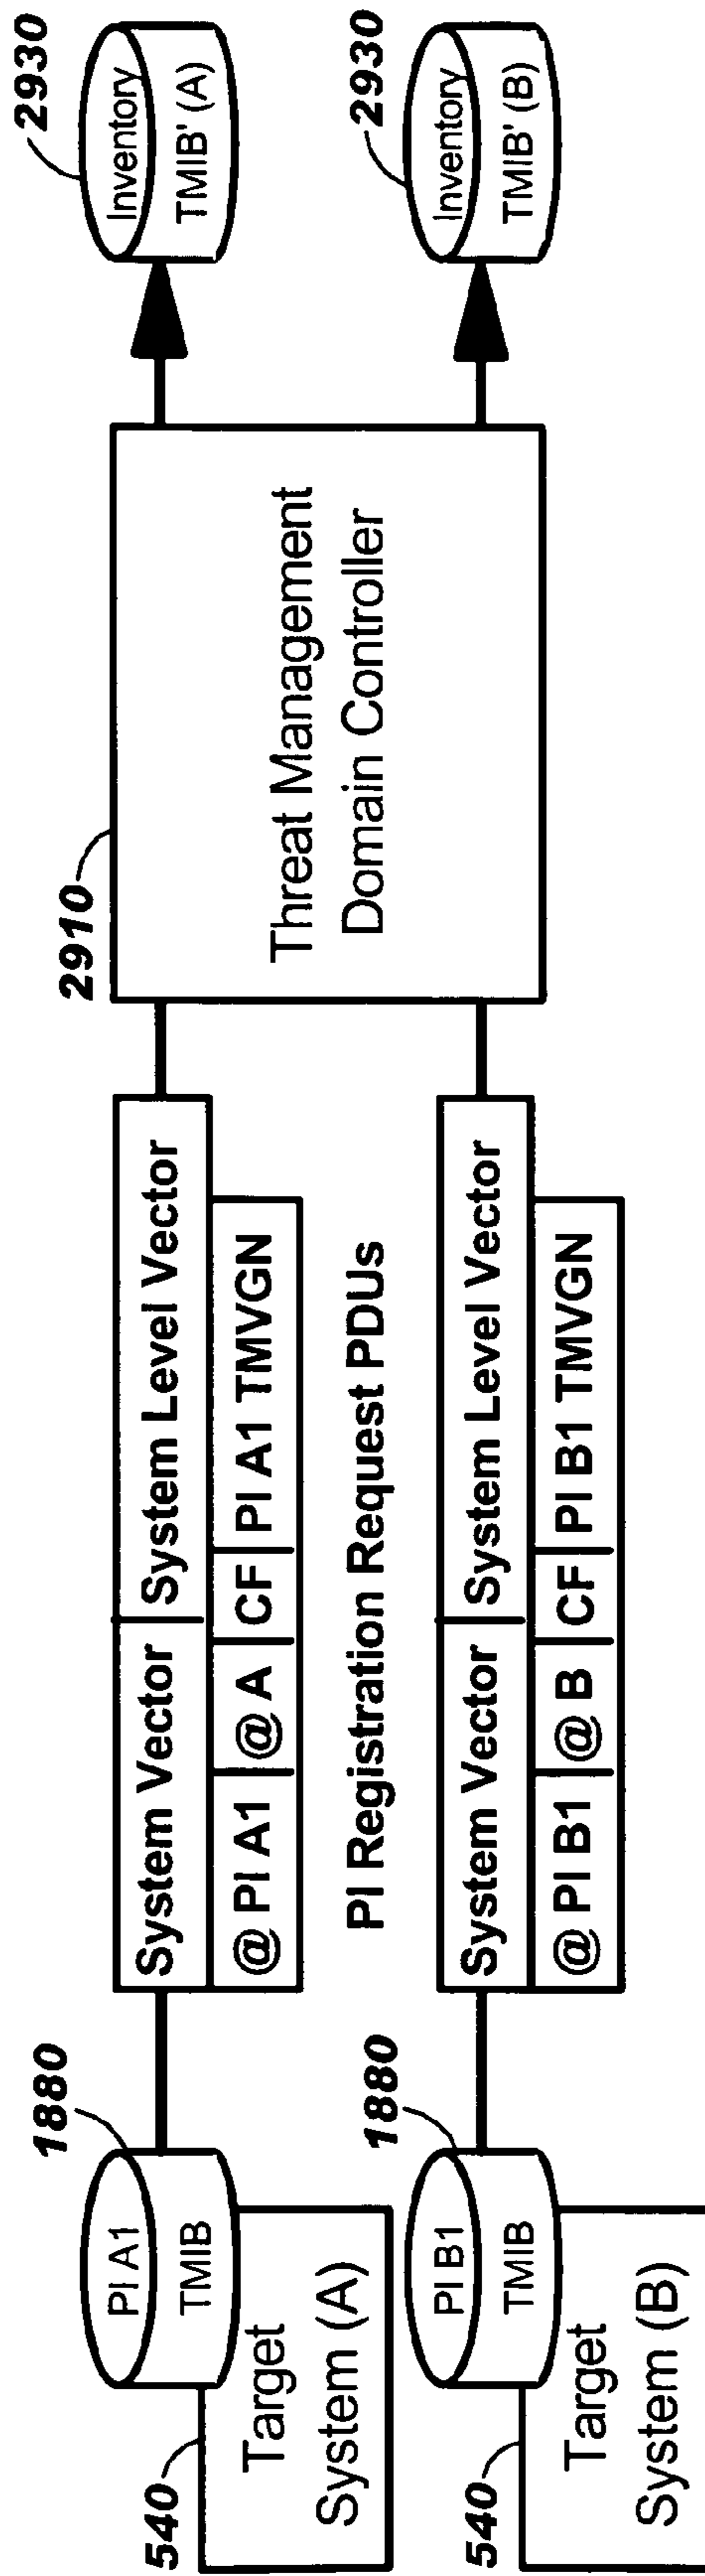 540
Target
System (A)
PI A1
TMIB
1880
System Vector
System Level Vector
@ PI A1
@ A
CF
PI A1 TMVGN
PI Registration Request PDUs
2910
Threat Management
Domain Controller
Inventory
TMIB' (A)
2930
540
Target
System (B)
PI B1
TMIB
1880
System Vector
System Level Vector
@ PI B1
@ B
CF
PI B1 TMVGN
Inventory
TMIB' (B)
2930